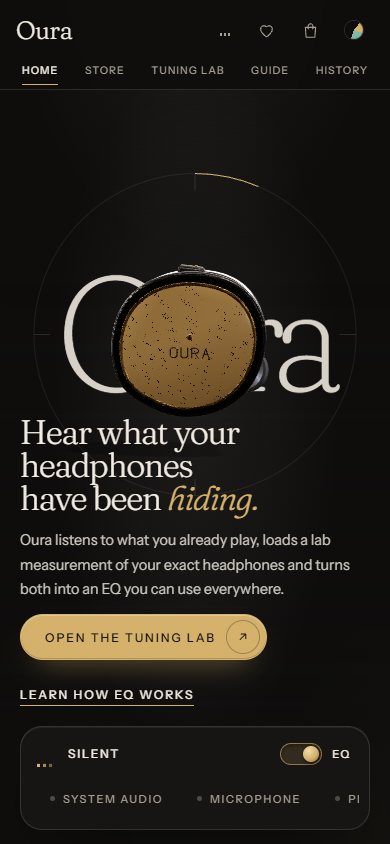 Oura
HOME STORE TUNING LAB GUIDE HISTORY
Oura
OURA
Hear what your
headphones
have been hiding.
Oura listens to what you already play, loads a lab
measurement of your exact headphones and turns
both into an EQ you can use everywhere.
OPEN THE TUNING LAB
LEARN HOW EQ WORKS
SILENT EQ
SYSTEM AUDIO MICROPHONE